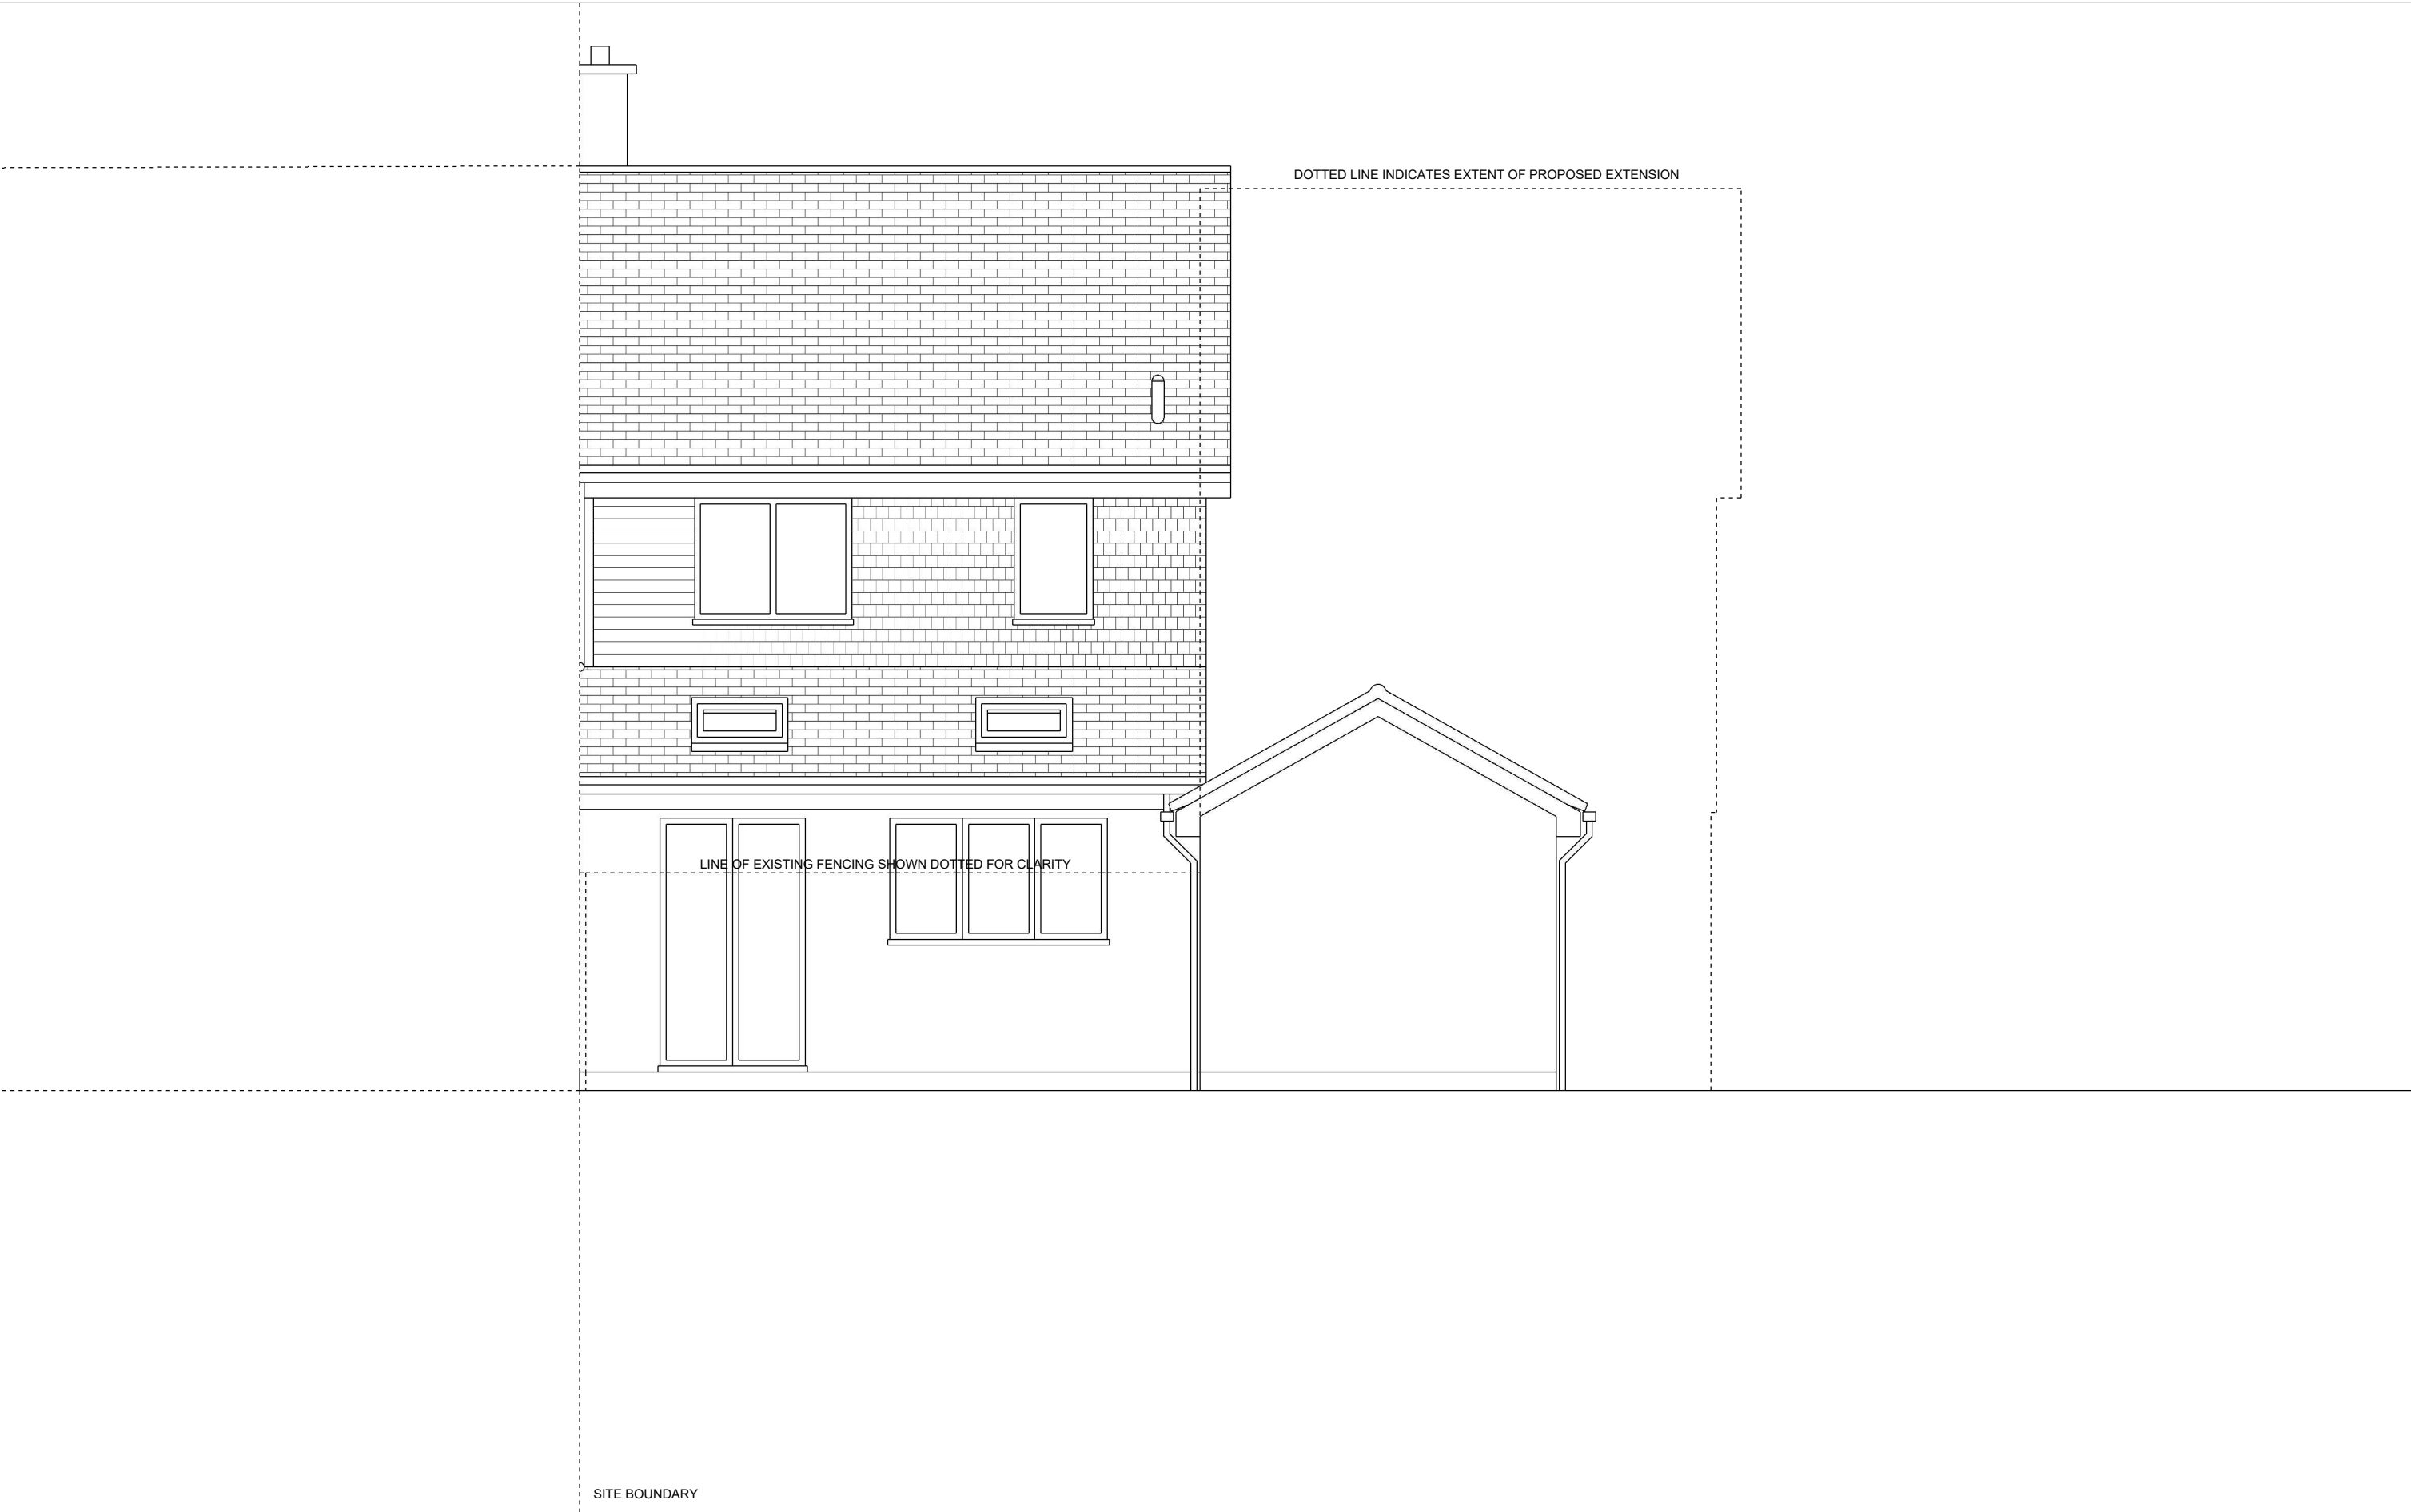 DOTTED LINE INDICATES EXTENT OF PROPOSED EXTENSION
LINE OF EXISTING FENCING SHOWN DOTTED FOR CLARITY
SITE BOUNDARY